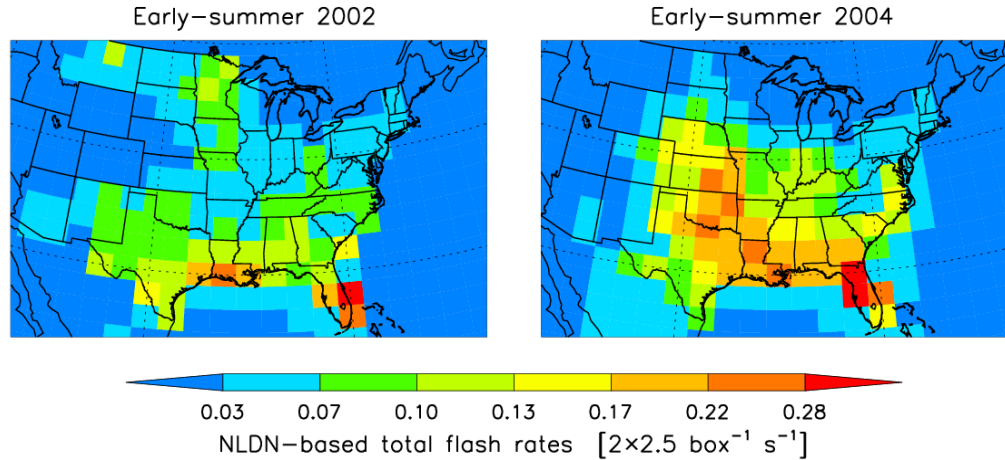 Early-summer 2002
Early-summer 2004
0.03 0.07 0.10 0.13 0.17 0.22 0.28
NLDN-based total flash rates [2×2.5 box⁻¹ s⁻¹]